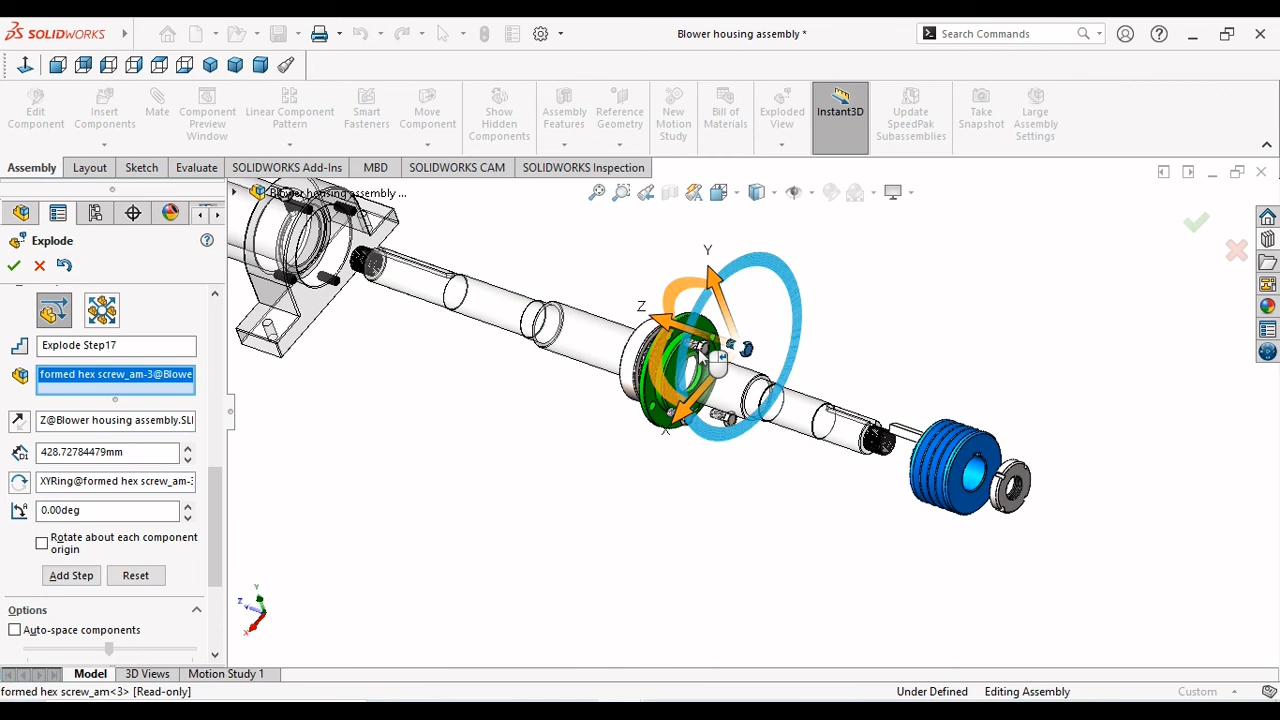 SOLIDWORKS
Blower housing assembly *
Search Commands
Edit Component
Insert Components
Mate
Component Preview Window
Linear Component Pattern
Smart Fasteners
Move Component
Show Hidden Components
Assembly Features
Reference Geometry
New Motion Study
Bill of Materials
Exploded View
Instant3D
Update SpeedPak Subassemblies
Take Snapshot
Large Assembly Settings
Assembly
Layout
Sketch
Evaluate
SOLIDWORKS Add-Ins
MBD
SOLIDWORKS CAM
SOLIDWORKS Inspection
Blower housing assembly ...
Explode
Explode Step17
formed hex screw_am-3@Blowe
Z@Blower housing assembly.SLI
428.72784479mm
XYRing@formed hex screw_am-3
0.00deg
Rotate about each component
origin
Add Step
Reset
Options
Auto-space components
Y
Z
X
Y
Z
X
Model
3D Views
Motion Study 1
formed hex screw_am<3> [Read-only]
Under Defined
Editing Assembly
Custom